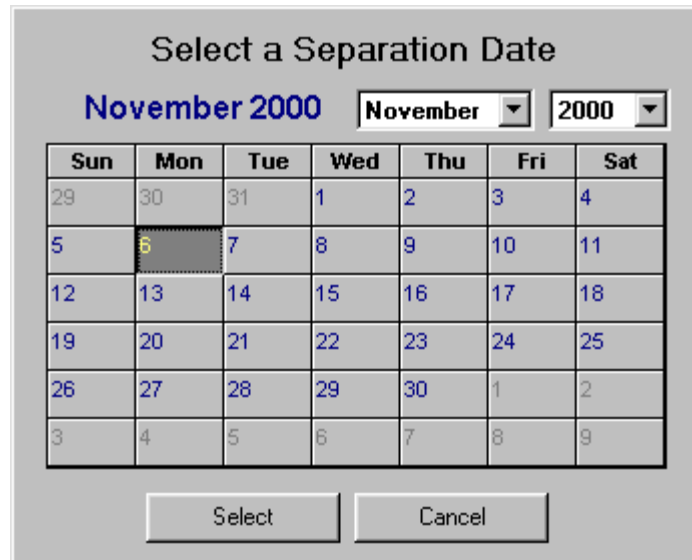 Select a Separation Date
November 2000 November 2000
Sun Mon Tue Wed Thu Fri Sat
29 30 31 1 2 3 4
5 6 7 8 9 10 11
12 13 14 15 16 17 18
19 20 21 22 23 24 25
26 27 28 29 30 1 2
3 4 5 6 7 8 9
Select Cancel